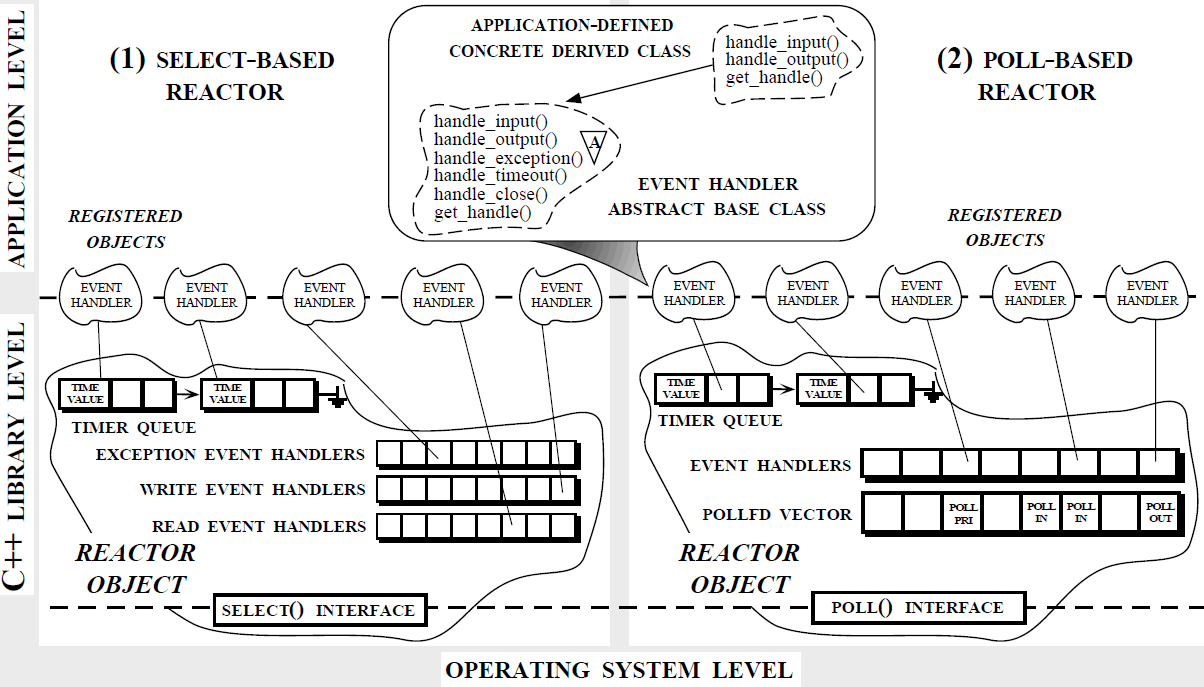 APPLICATION LEVEL
C++ LIBRARY LEVEL
(1) SELECT-BASED
REACTOR
APPLICATION-DEFINED
CONCRETE DERIVED CLASS
handle_input()
handle_output()
get_handle()
handle_input()
handle_output()
handle_exception()
handle_timeout()
handle_close()
get_handle()
A
EVENT HANDLER
ABSTRACT BASE CLASS
(2) POLL-BASED
REACTOR
REGISTERED
OBJECTS
EVENT
HANDLER
EVENT
HANDLER
EVENT
HANDLER
EVENT
HANDLER
EVENT
HANDLER
TIME
VALUE
TIME
VALUE
TIMER QUEUE
EXCEPTION EVENT HANDLERS
WRITE EVENT HANDLERS
READ EVENT HANDLERS
REACTOR
OBJECT
SELECT() INTERFACE
REGISTERED
OBJECTS
EVENT
HANDLER
EVENT
HANDLER
EVENT
HANDLER
EVENT
HANDLER
EVENT
HANDLER
TIME
VALUE
TIME
VALUE
TIMER QUEUE
EVENT HANDLERS
POLLFD VECTOR
POLL
PRI
POLL
IN
POLL
IN
POLL
OUT
REACTOR
OBJECT
POLL() INTERFACE
OPERATING SYSTEM LEVEL